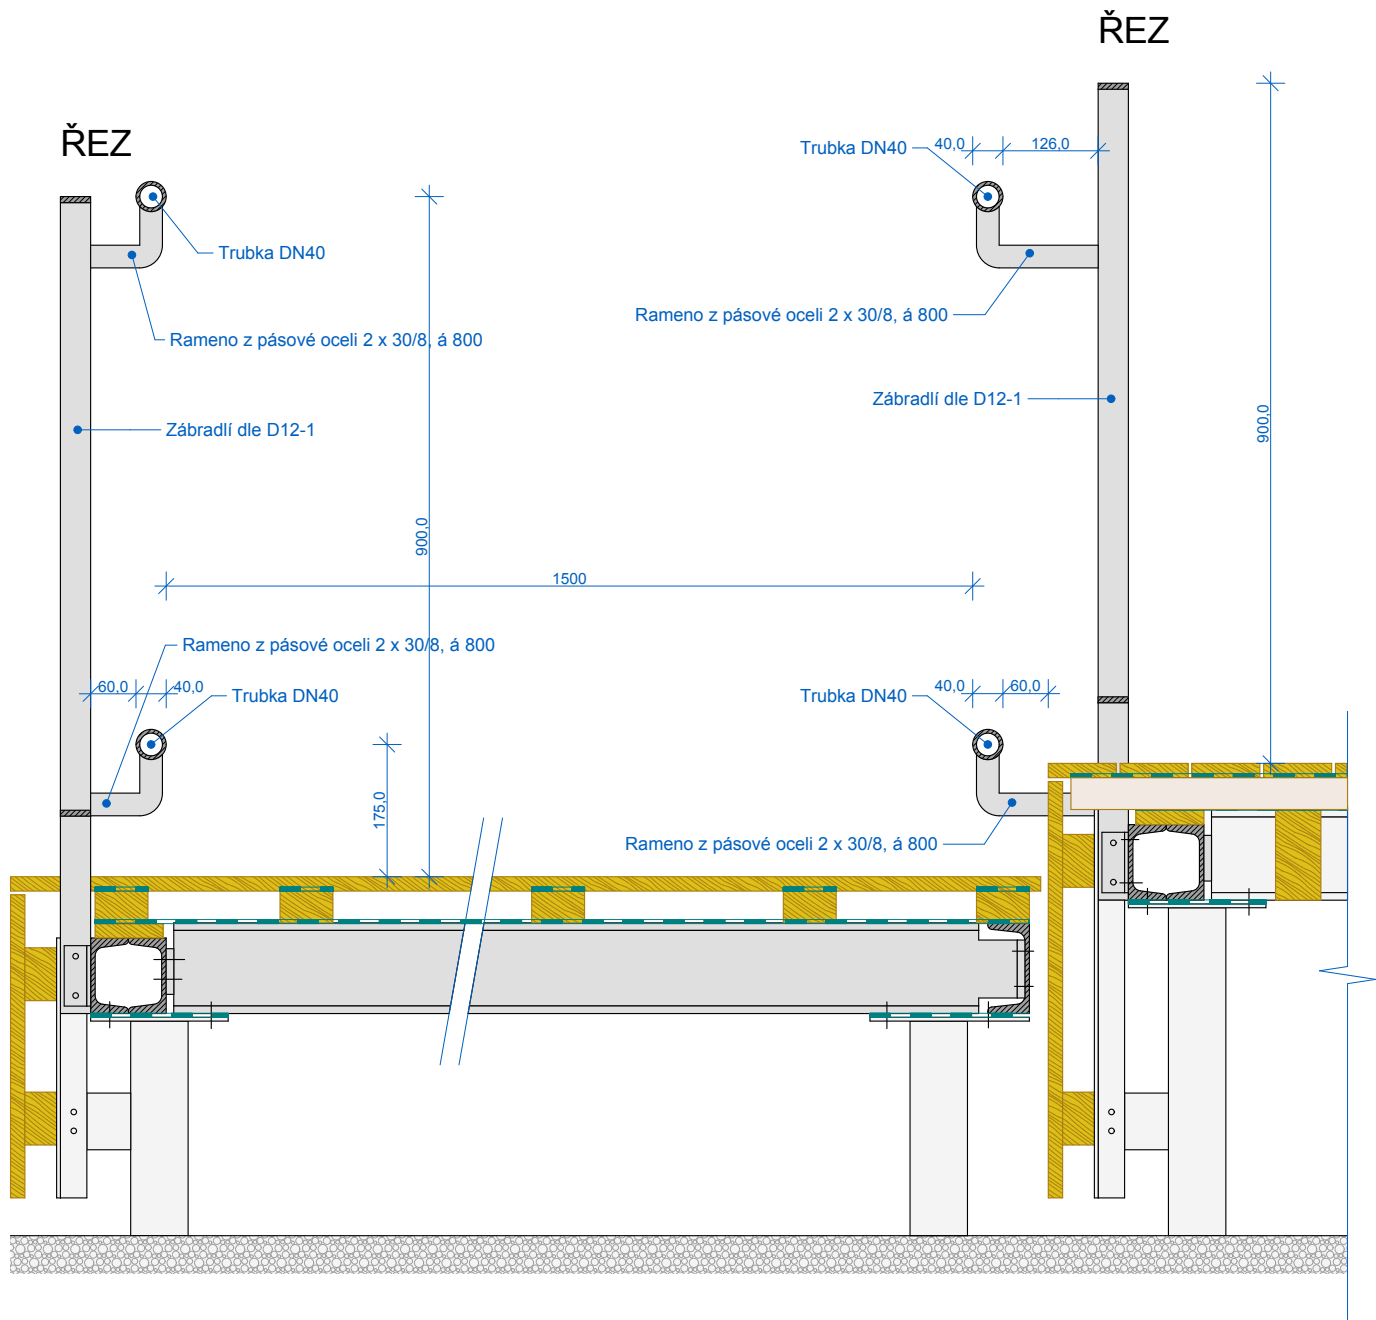 ŘEZ
ŘEZ
Trubka DN40
40,0
126,0
Trubka DN40
Rameno z pásové oceli 2 x 30/8, á 800
Rameno z pásové oceli 2 x 30/8, á 800
Zábradlí dle D12-1
900,0
Zábradlí dle D12-1
900,0
1500
Rameno z pásové oceli 2 x 30/8, á 800
60,0
40,0
Trubka DN40
Trubka DN40
40,0
60,0
175,0
Rameno z pásové oceli 2 x 30/8, á 800